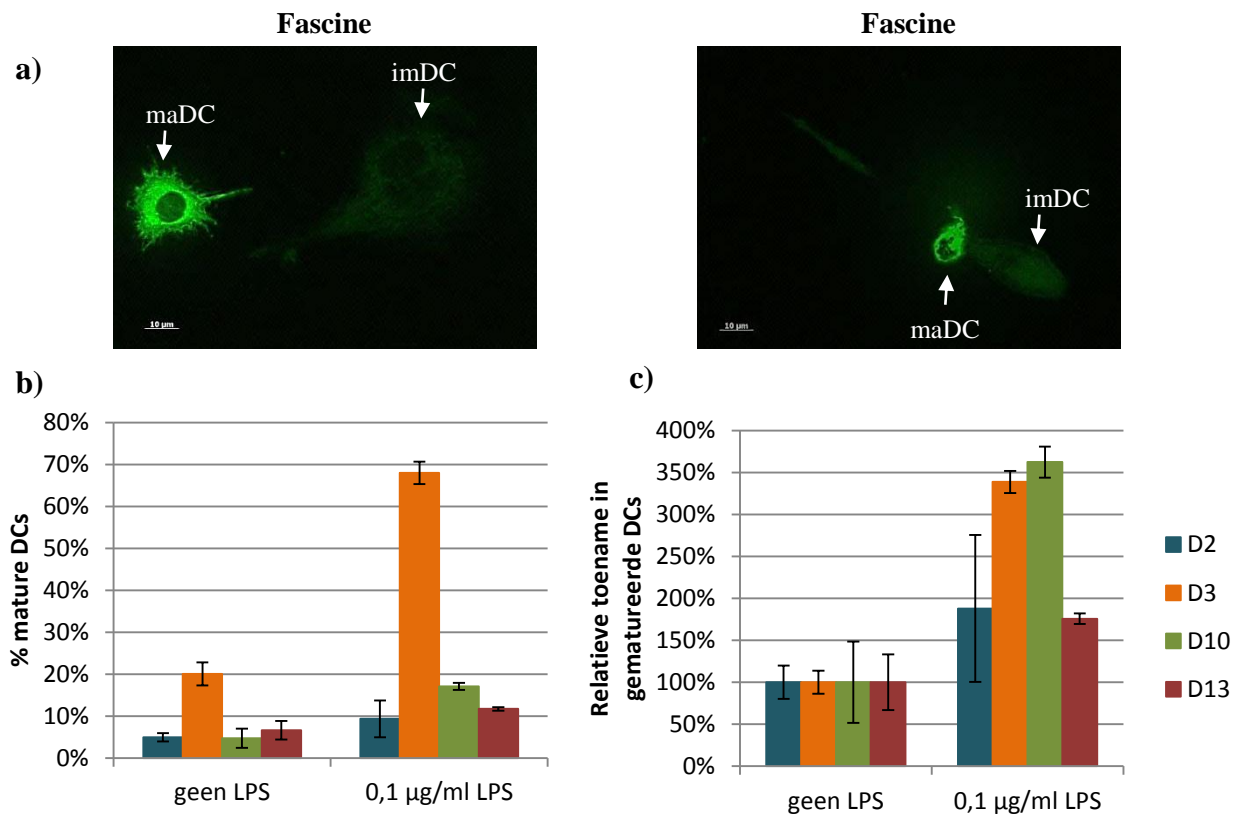 Fascine
Fascine
a)
maDC
imDC
10 µm
imDC
maDC
10 µm
b)
80%
70%
60%
50%
40%
30%
20%
10%
0%
% mature DCs
geen LPS
0,1 µg/ml LPS
c)
400%
350%
300%
250%
200%
150%
100%
50%
0%
Relatieve toename in
gematureerde DCs
geen LPS
0,1 µg/ml LPS
D2
D3
D10
D13